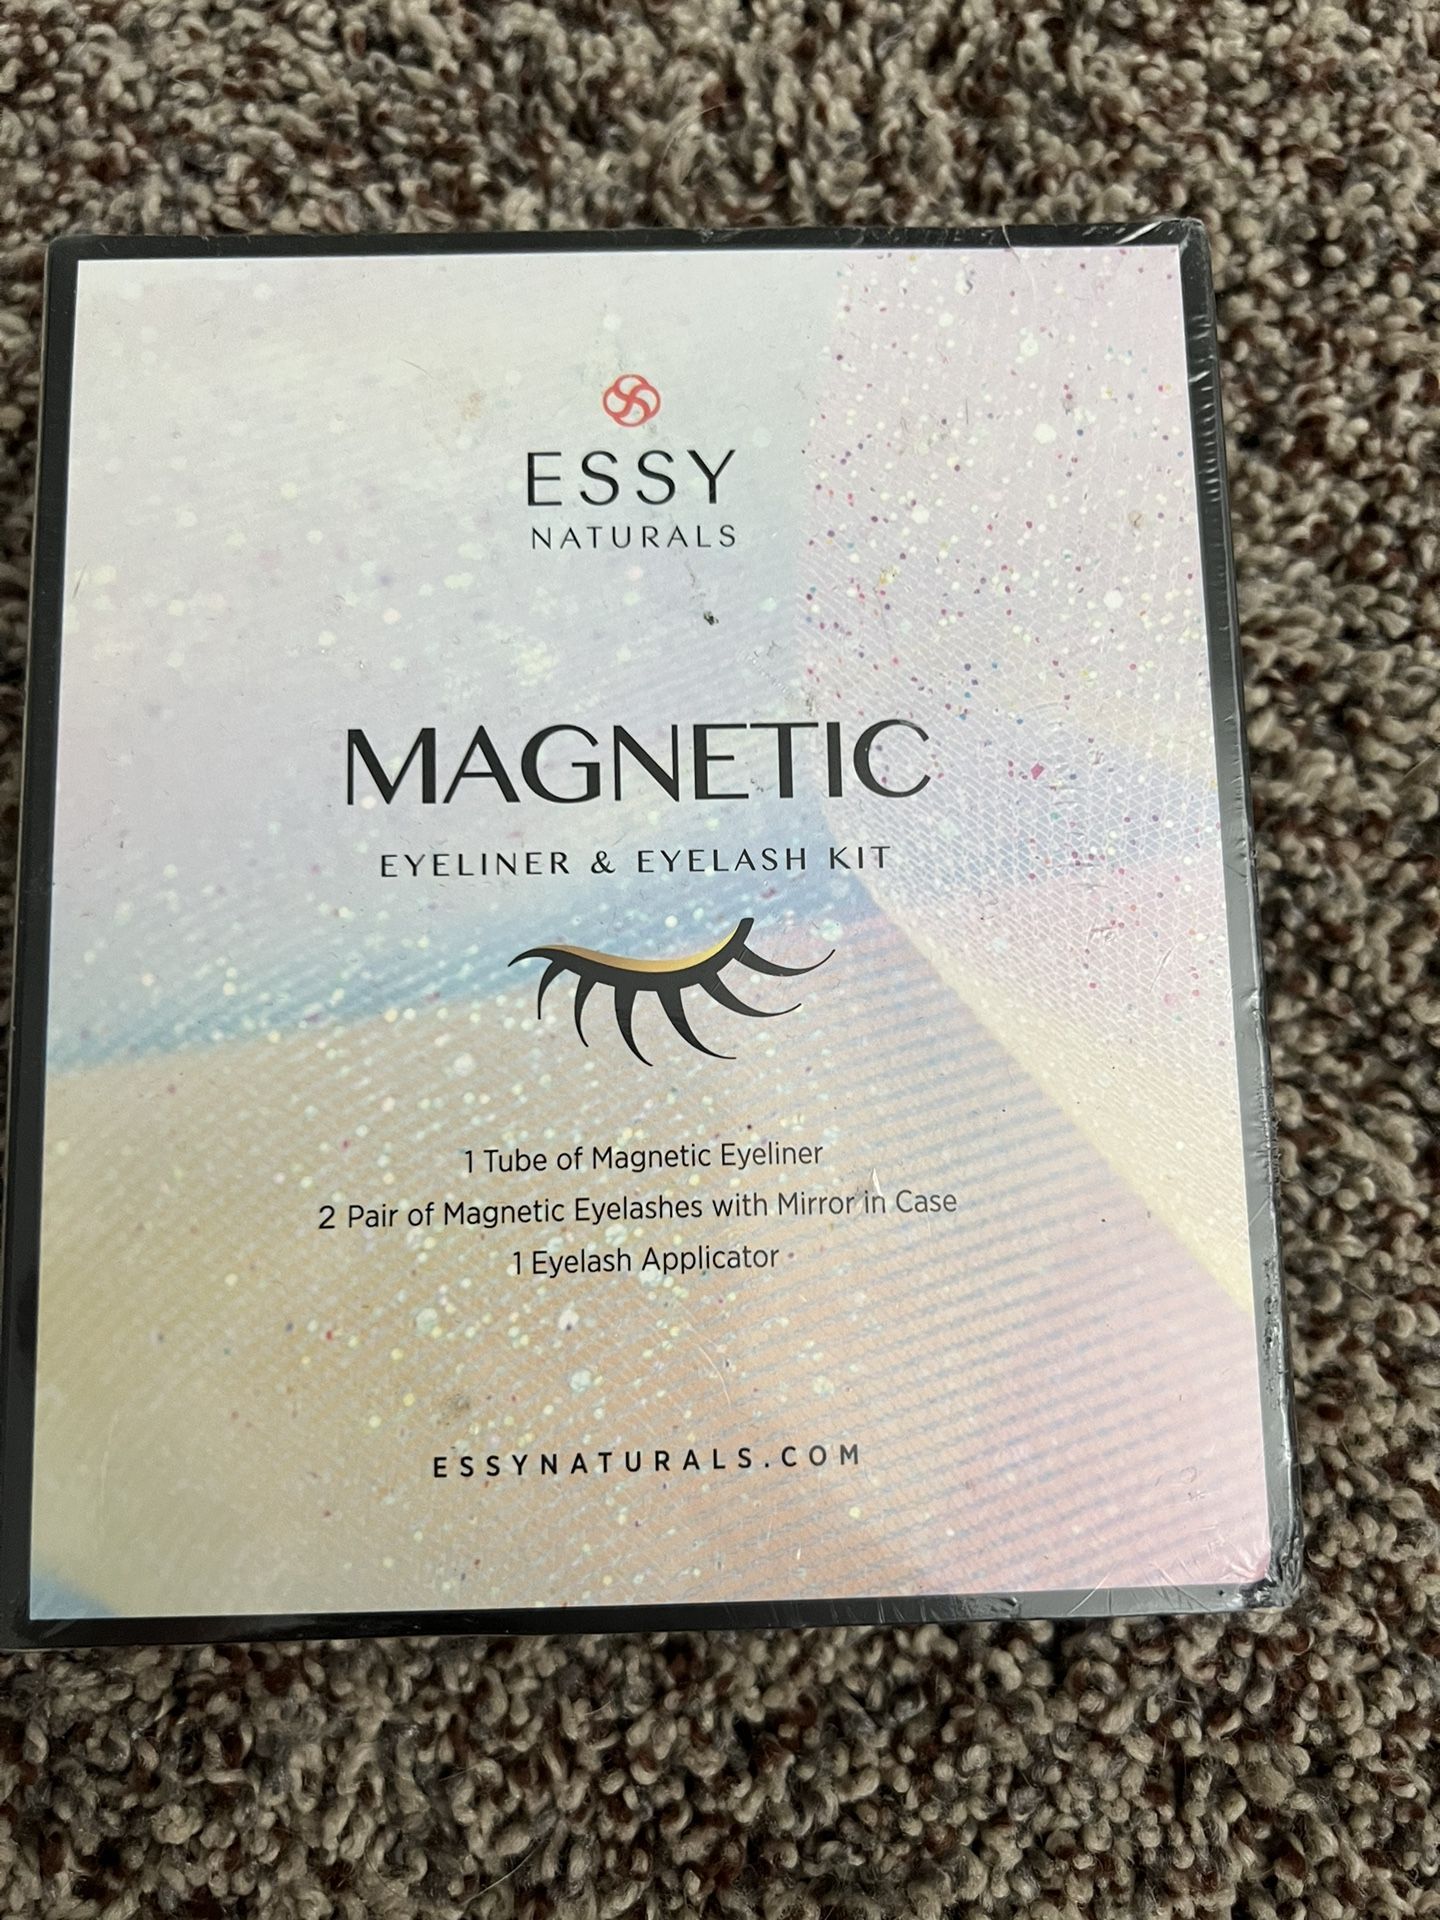 ESSY
NATURALS
MAGNETIC
EYELINER & EYELASH KIT
1 Tube of Magnetic Eyeliner
2 Pair of Magnetic Eyelashes with Mirror in Case
1 Eyelash Applicator
ESSYNATURALS.COM